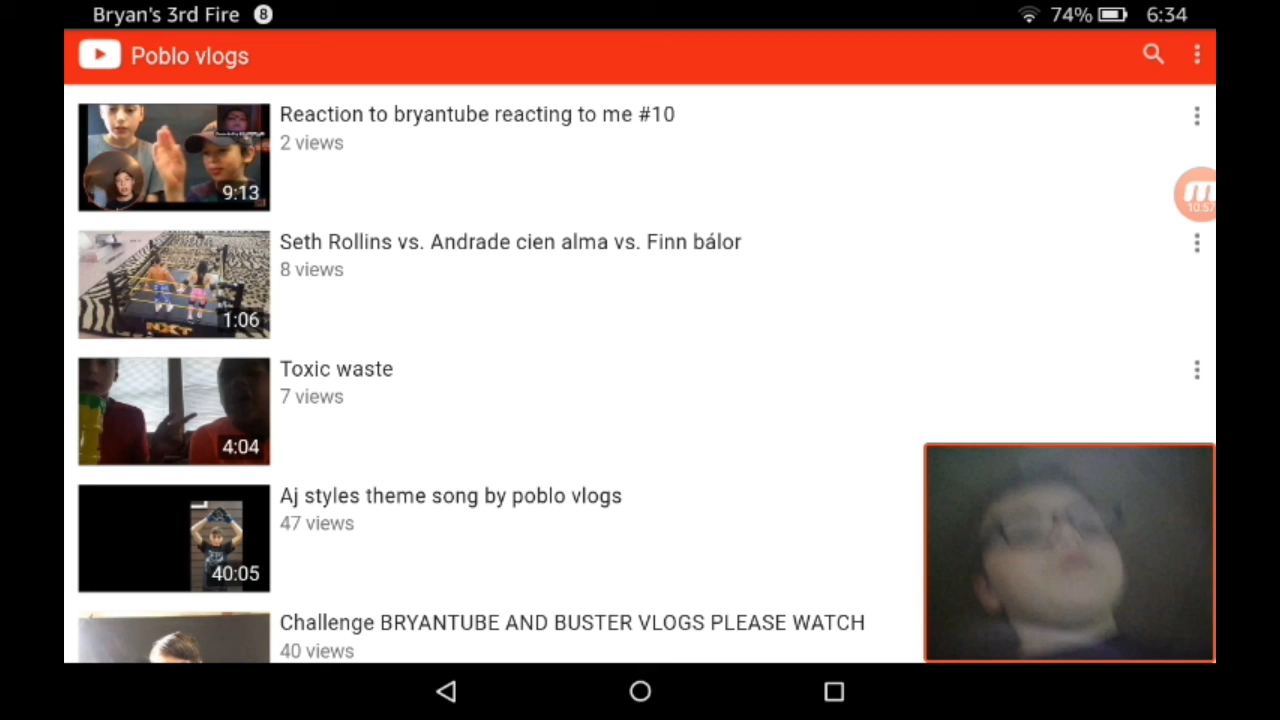 Bryan's 3rd Fire 8 74% 6:34
Poblo vlogs
Reaction to bryantube reacting to me #10
2 views
9:13
10:57
Seth Rollins vs. Andrade cien alma vs. Finn bálor
8 views
NXT
1:06
Toxic waste
7 views
4:04
Aj styles theme song by poblo vlogs
47 views
40:05
Challenge BRYANTUBE AND BUSTER VLOGS PLEASE WATCH
40 views